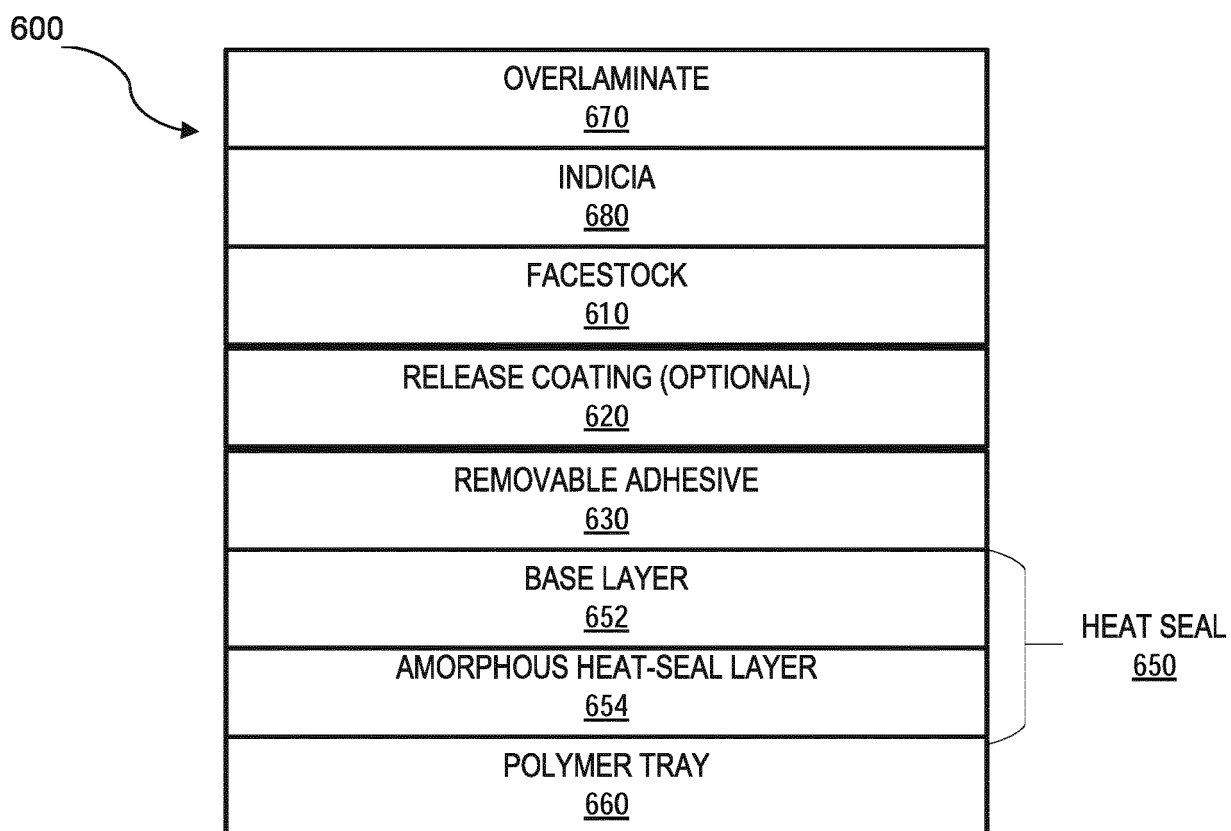 600
OVERLAMINATE
670
INDICIA
680
FACESTOCK
610
RELEASE COATING (OPTIONAL)
620
REMOVABLE ADHESIVE
630
BASE LAYER
652
AMORPHOUS HEAT-SEAL LAYER
654
HEAT SEAL
650
POLYMER TRAY
660